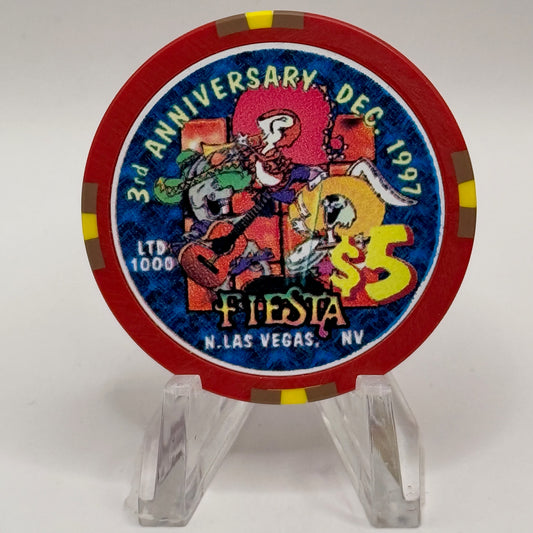 3rd ANNIVERSARY DEC. 1997
LTD
1000
$5
FIESTA
N.LAS VEGAS, NV